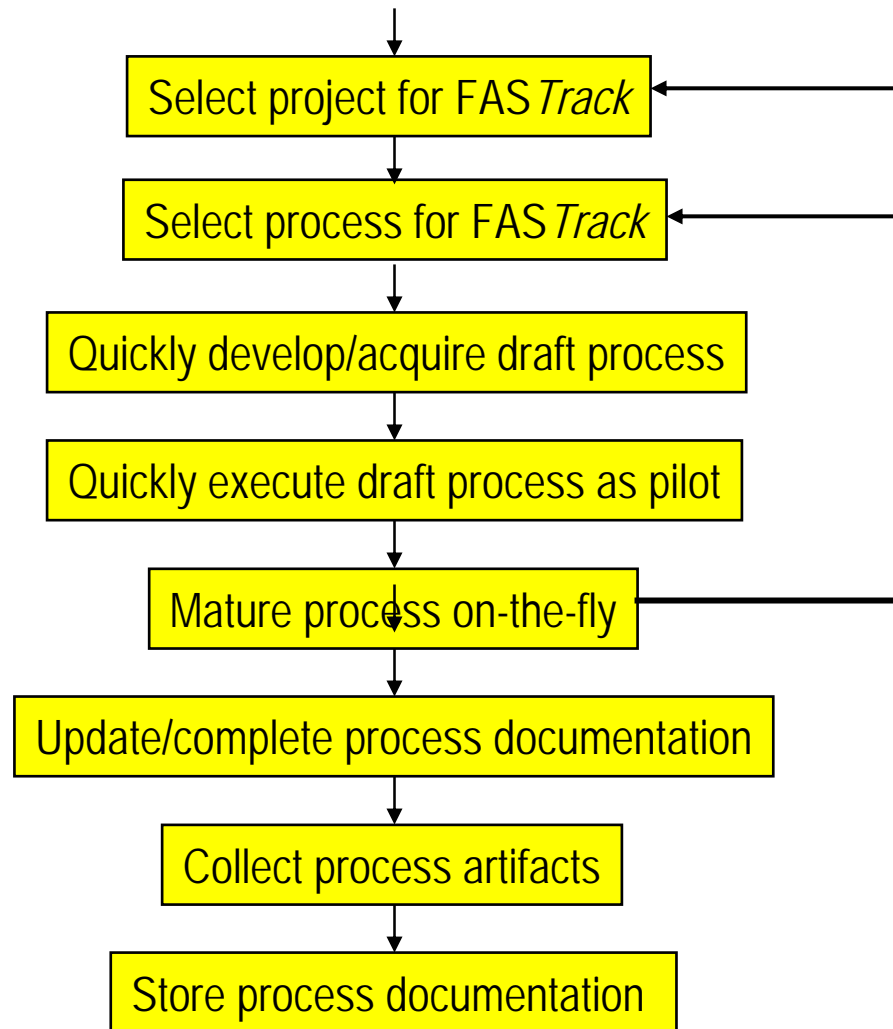 Select project for FASTrack
Select process for FASTrack
Quickly develop/acquire draft process
Quickly execute draft process as pilot
Mature process on-the-fly
Update/complete process documentation
Collect process artifacts
Store process documentation